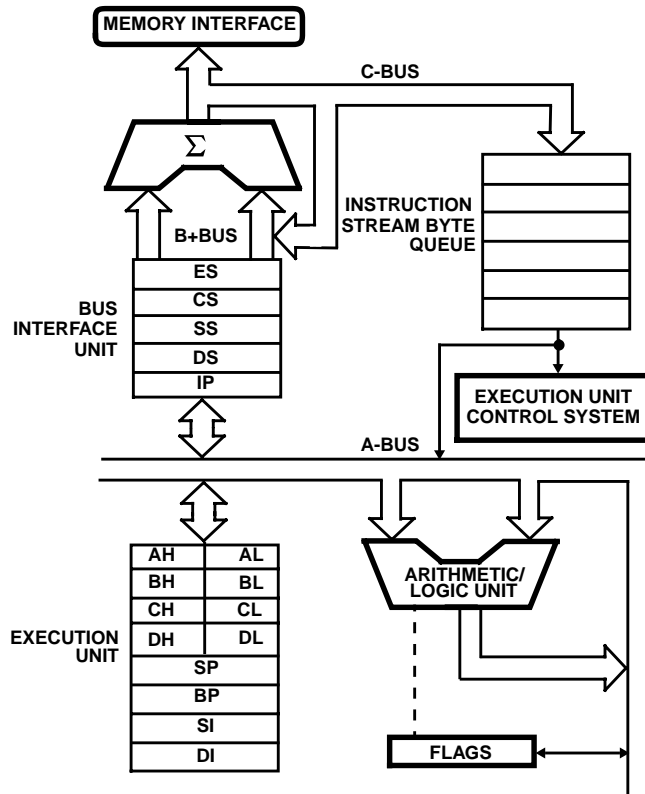 MEMORY INTERFACE
C-BUS
Σ
INSTRUCTION
STREAM BYTE
QUEUE
B+BUS
ES
CS
SS
DS
IP
BUS
INTERFACE
UNIT
EXECUTION UNIT
CONTROL SYSTEM
A-BUS
AH AL
BH BL
CH CL
DH DL
SP
BP
SI
DI
EXECUTION
UNIT
ARITHMETIC/
LOGIC UNIT
FLAGS